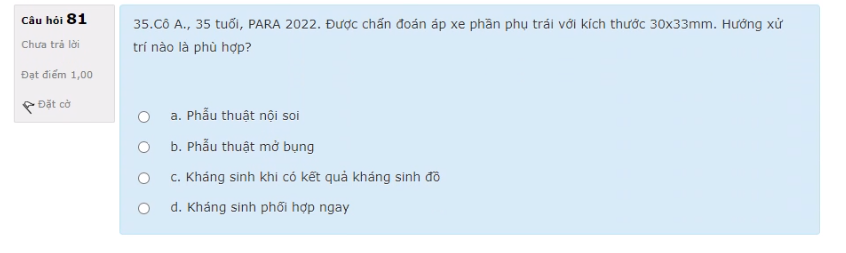 Câu hỏi 81
Chưa trả lời
Đạt điểm 1,00
Đặt cờ
35.Cô A., 35 tuổi, PARA 2022. Được chẩn đoán áp xe phần phụ trái với kích thước 30x33mm. Hướng xử
trí nào là phù hợp?
a. Phẫu thuật nội soi
b. Phẫu thuật mở bụng
c. Kháng sinh khi có kết quả kháng sinh đồ
d. Kháng sinh phối hợp ngay